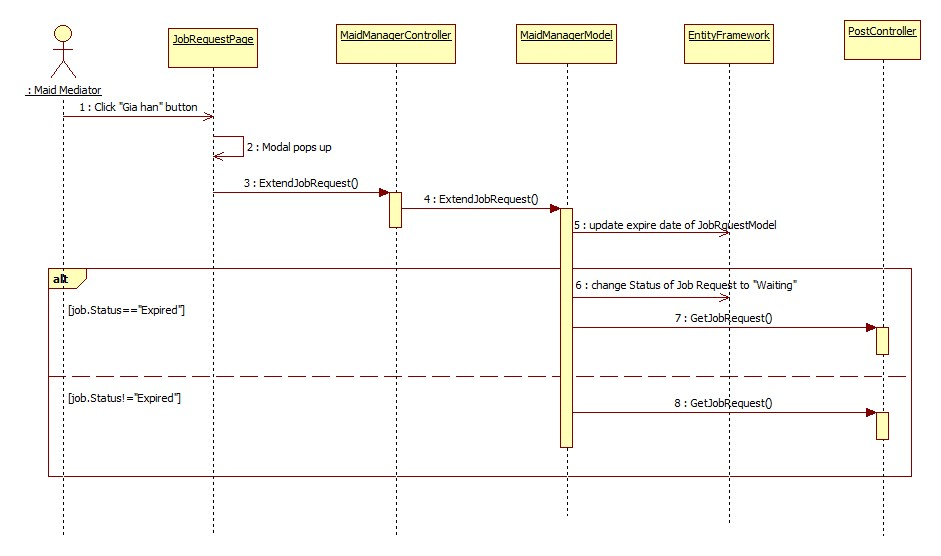 JobRequestPage
MaidManagerController
MaidManagerModel
EntityFramework
PostController
: Maid Mediator
1 : Click "Gia han" button
2 : Modal pops up
3 : ExtendJobRequest()
4 : ExtendJobRequest()
5 : update expire date of JobRquestModel
alt
6 : change Status of Job Request to "Waiting"
[job.Status=="Expired"]
7 : GetJobRequest()
[job.Status!="Expired"]
8 : GetJobRequest()